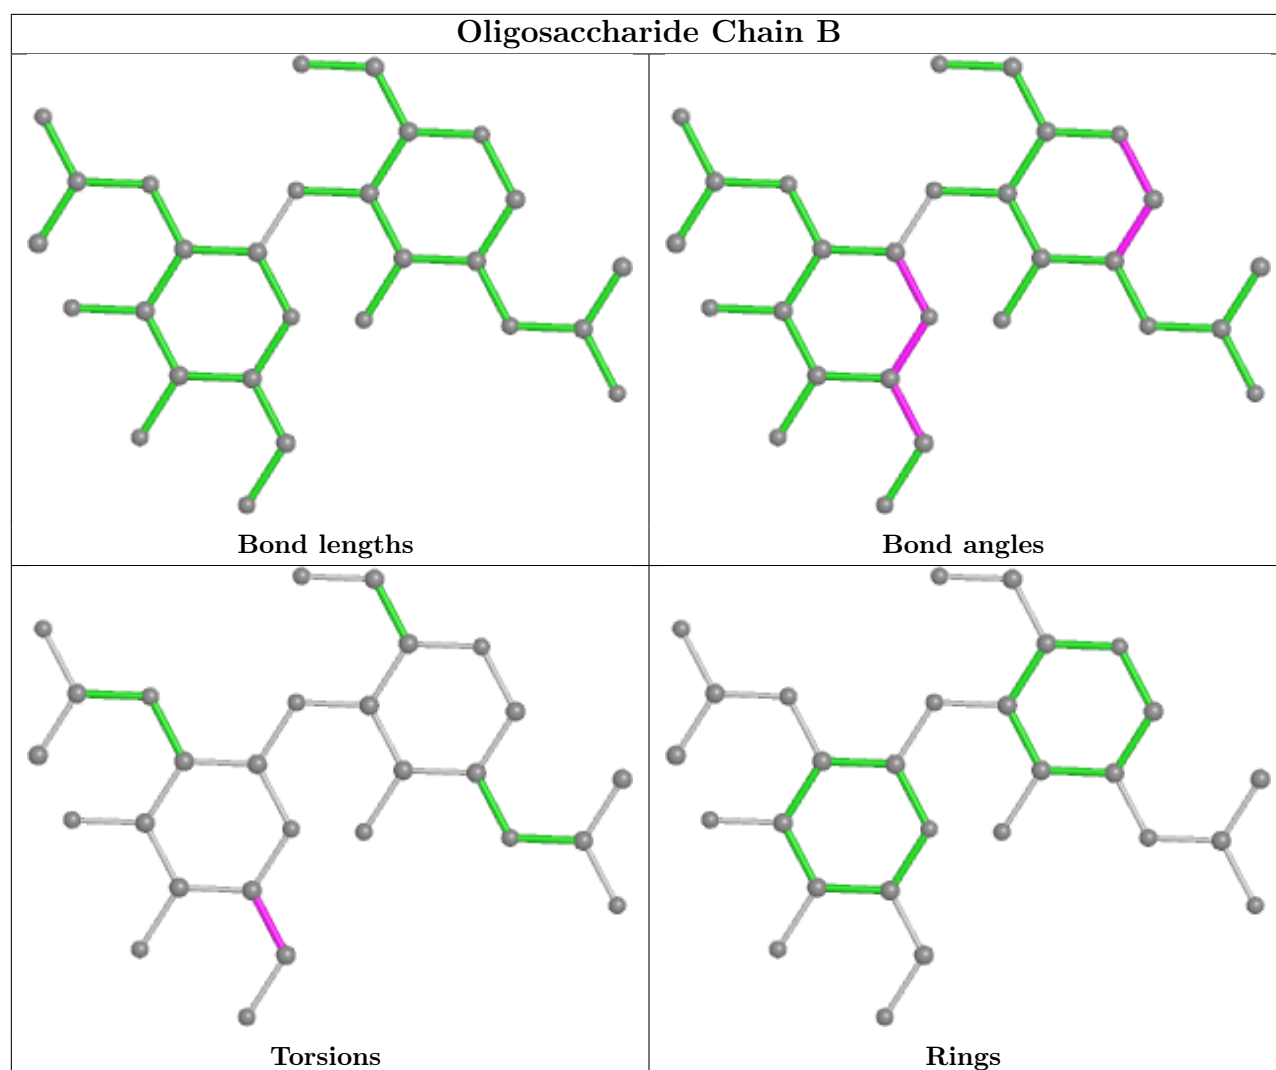 Oligosaccharide Chain B
Bond lengths
Bond angles
Torsions
Rings